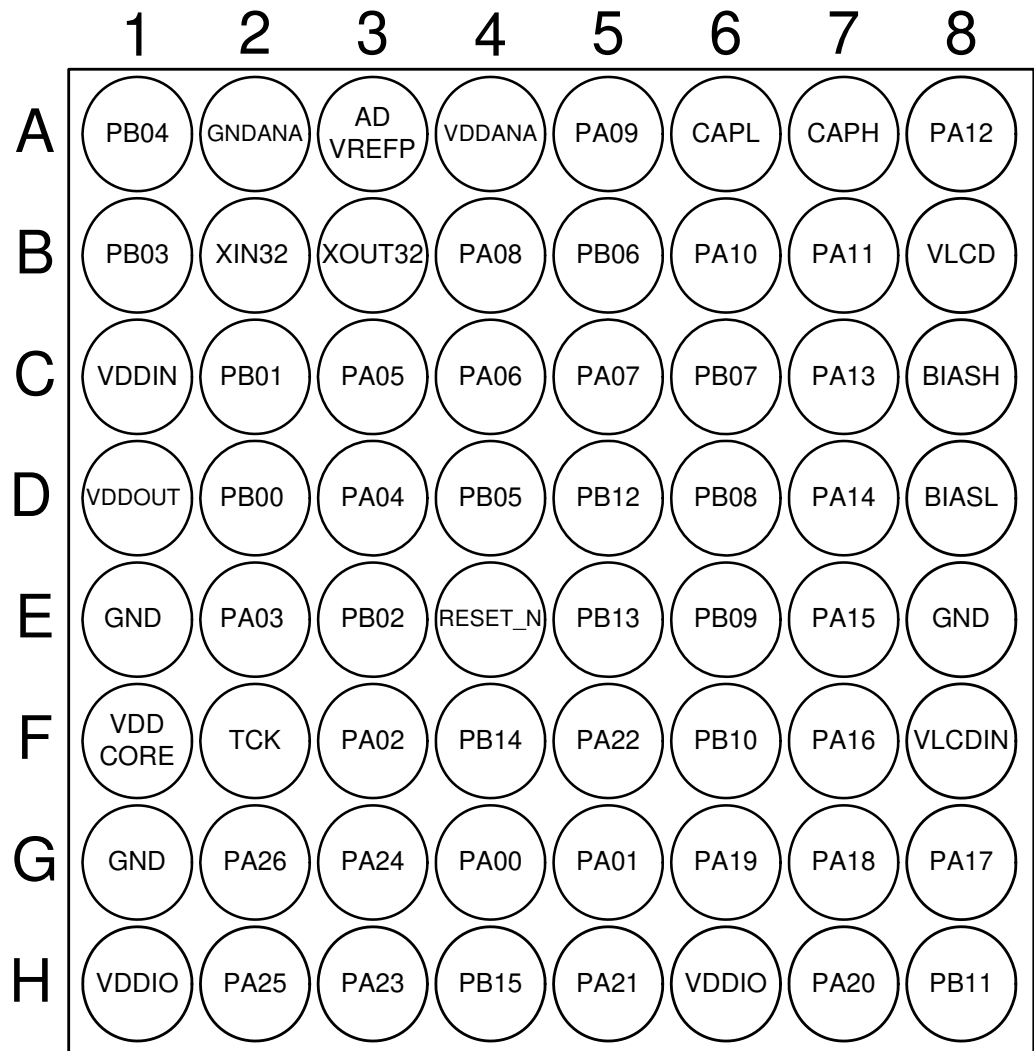 1 2 3 4 5 6 7 8
A PB04 GNDANA AD VREFP VDDANA PA09 CAPL CAPH PA12
B PB03 XIN32 XOUT32 PA08 PB06 PA10 PA11 VLCD
C VDDIN PB01 PA05 PA06 PA07 PB07 PA13 BIASH
D VDDOUT PB00 PA04 PB05 PB12 PB08 PA14 BIASL
E GND PA03 PB02 RESET_N PB13 PB09 PA15 GND
F VDD CORE TCK PA02 PB14 PA22 PB10 PA16 VLCDIN
G GND PA26 PA24 PA00 PA01 PA19 PA18 PA17
H VDDIO PA25 PA23 PB15 PA21 VDDIO PA20 PB11